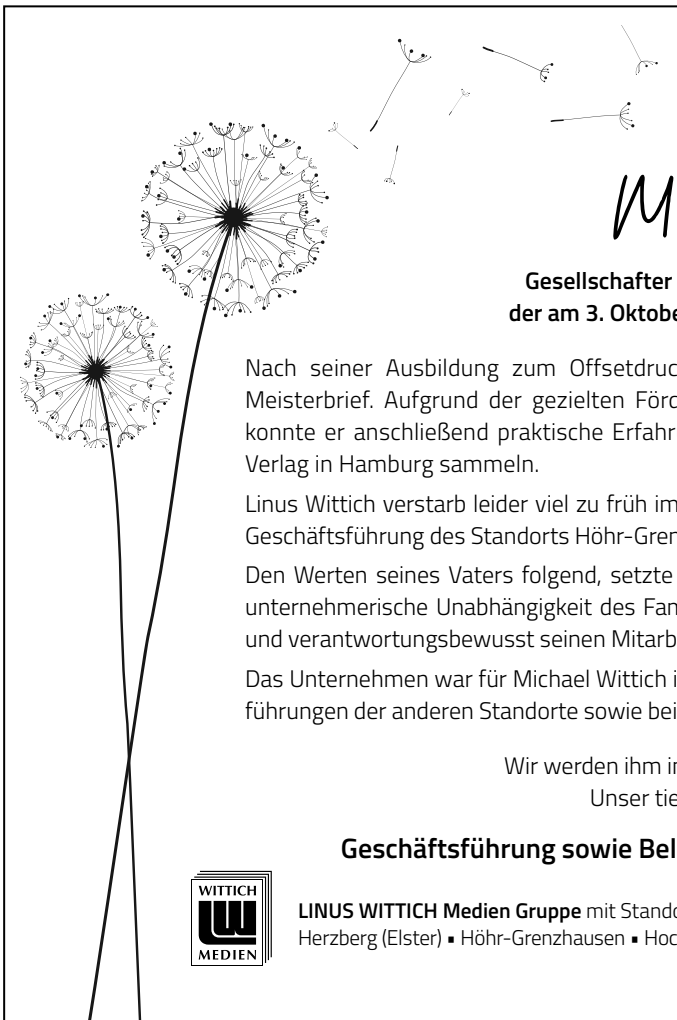 M
Gesellschafter
der am 3. Oktobe
Nach seiner Ausbildung zum Offsetdruc
Meisterbrief. Aufgrund der gezielten Förd
konnte er anschließend praktische Erfahr
Verlag in Hamburg sammeln.
Linus Wittich verstarb leider viel zu früh im
Geschäftsführung des Standorts Höhr-Gren
Den Werten seines Vaters folgend, setzte
unternehmerische Unabhängigkeit des Fam
und verantwortungsbewusst seinen Mitarb
Das Unternehmen war für Michael Wittich i
führungen der anderen Standorte sowie bei
Wir werden ihm in
Unser tie
Geschäftsführung sowie Bel
WITTICH
LW
MEDIEN
LINUS WITTICH Medien Gruppe mit Stando
Herzberg (Elster) ▪ Höhr-Grenzhausen ▪ Hoc